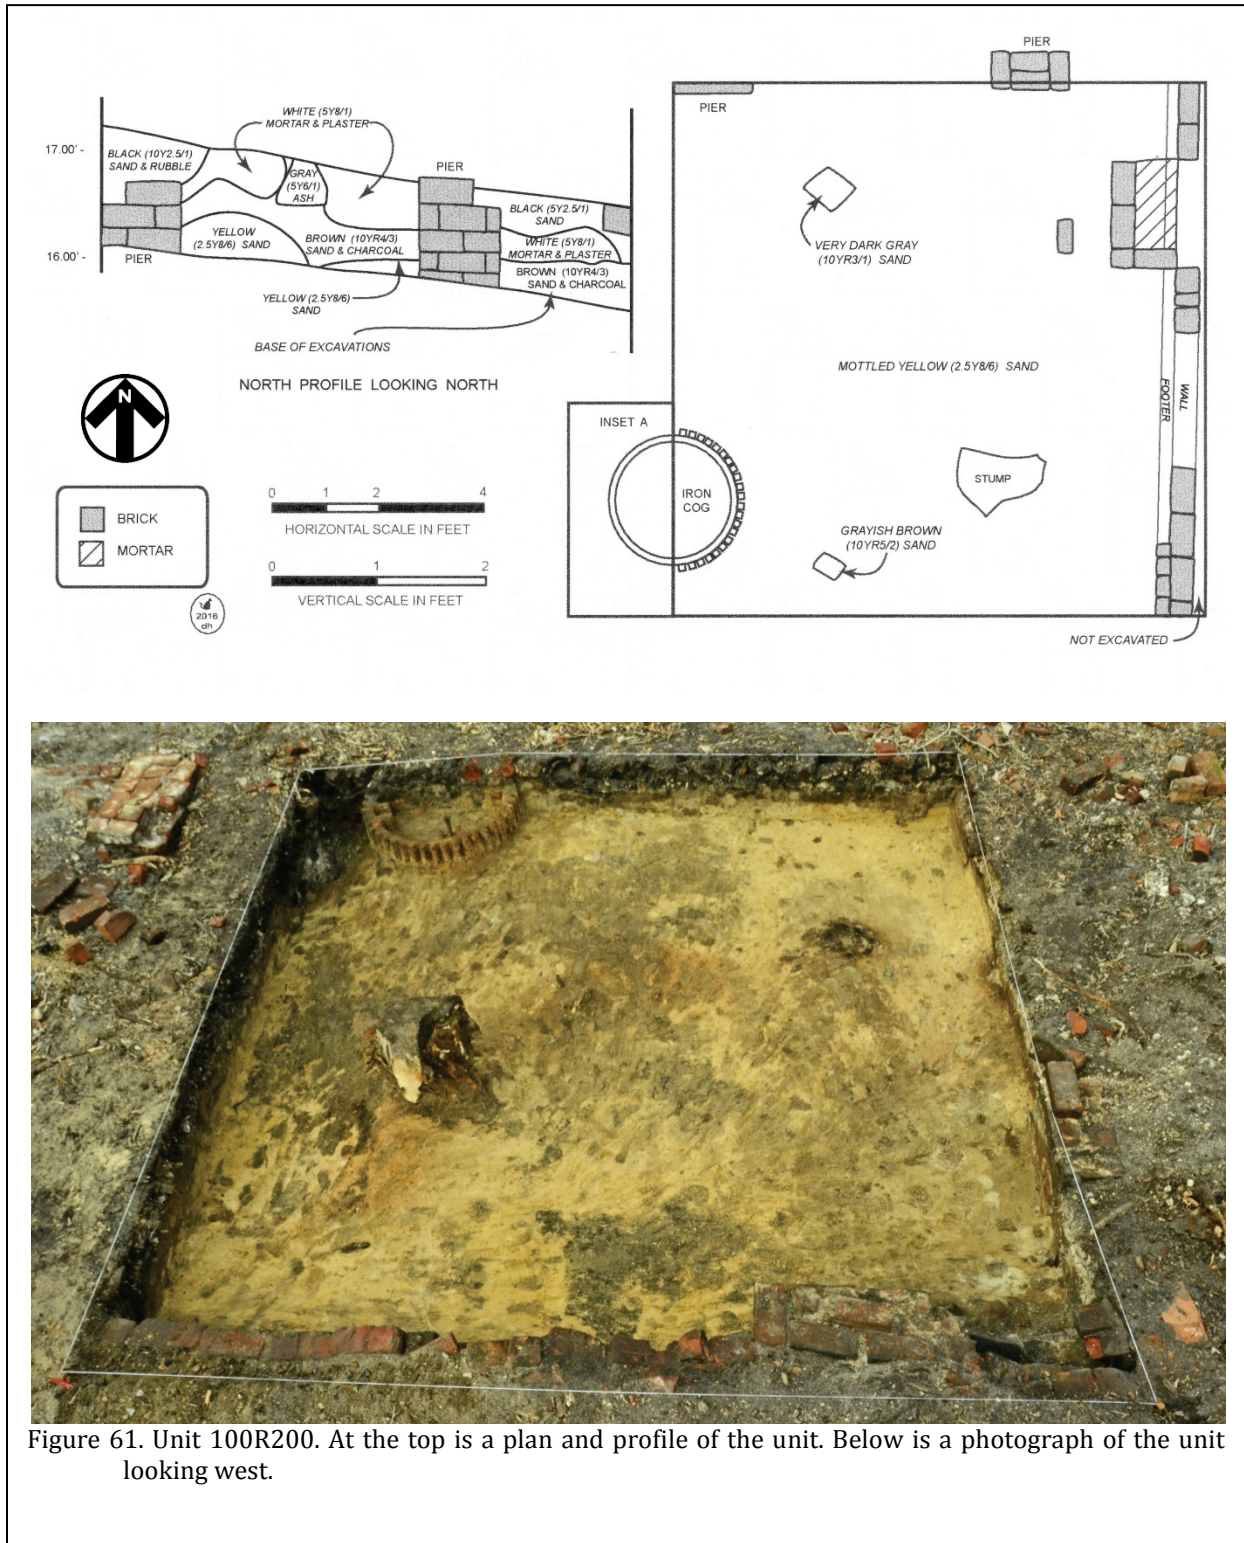 WHITE (5Y8/1)
MORTAR & PLASTER
17.00' -
BLACK (10Y2.5/1)
SAND & RUBBLE
GRAY
(5Y6/1)
ASH
PIER
BLACK (5Y2.5/1)
SAND
YELLOW
(2.5Y8/6) SAND
BROWN (10YR4/3)
SAND & CHARCOAL
WHITE (5Y8/1)
MORTAR & PLASTER
16.00' -
PIER
BROWN (10YR4/3)
SAND & CHARCOAL
YELLOW (2.5Y8/6)
SAND
BASE OF EXCAVATIONS
NORTH PROFILE LOOKING NORTH
N
BRICK
MORTAR
2016
dh
0 1 2 4
HORIZONTAL SCALE IN FEET
0 1 2
VERTICAL SCALE IN FEET
PIER
PIER
VERY DARK GRAY
(10YR3/1) SAND
MOTTLED YELLOW (2.5Y8/6) SAND
FOOTER
WALL
INSET A
IRON
COG
STUMP
GRAYISH BROWN
(10YR5/2) SAND
NOT EXCAVATED
Figure 61. Unit 100R200. At the top is a plan and profile of the unit. Below is a photograph of the unit
looking west.